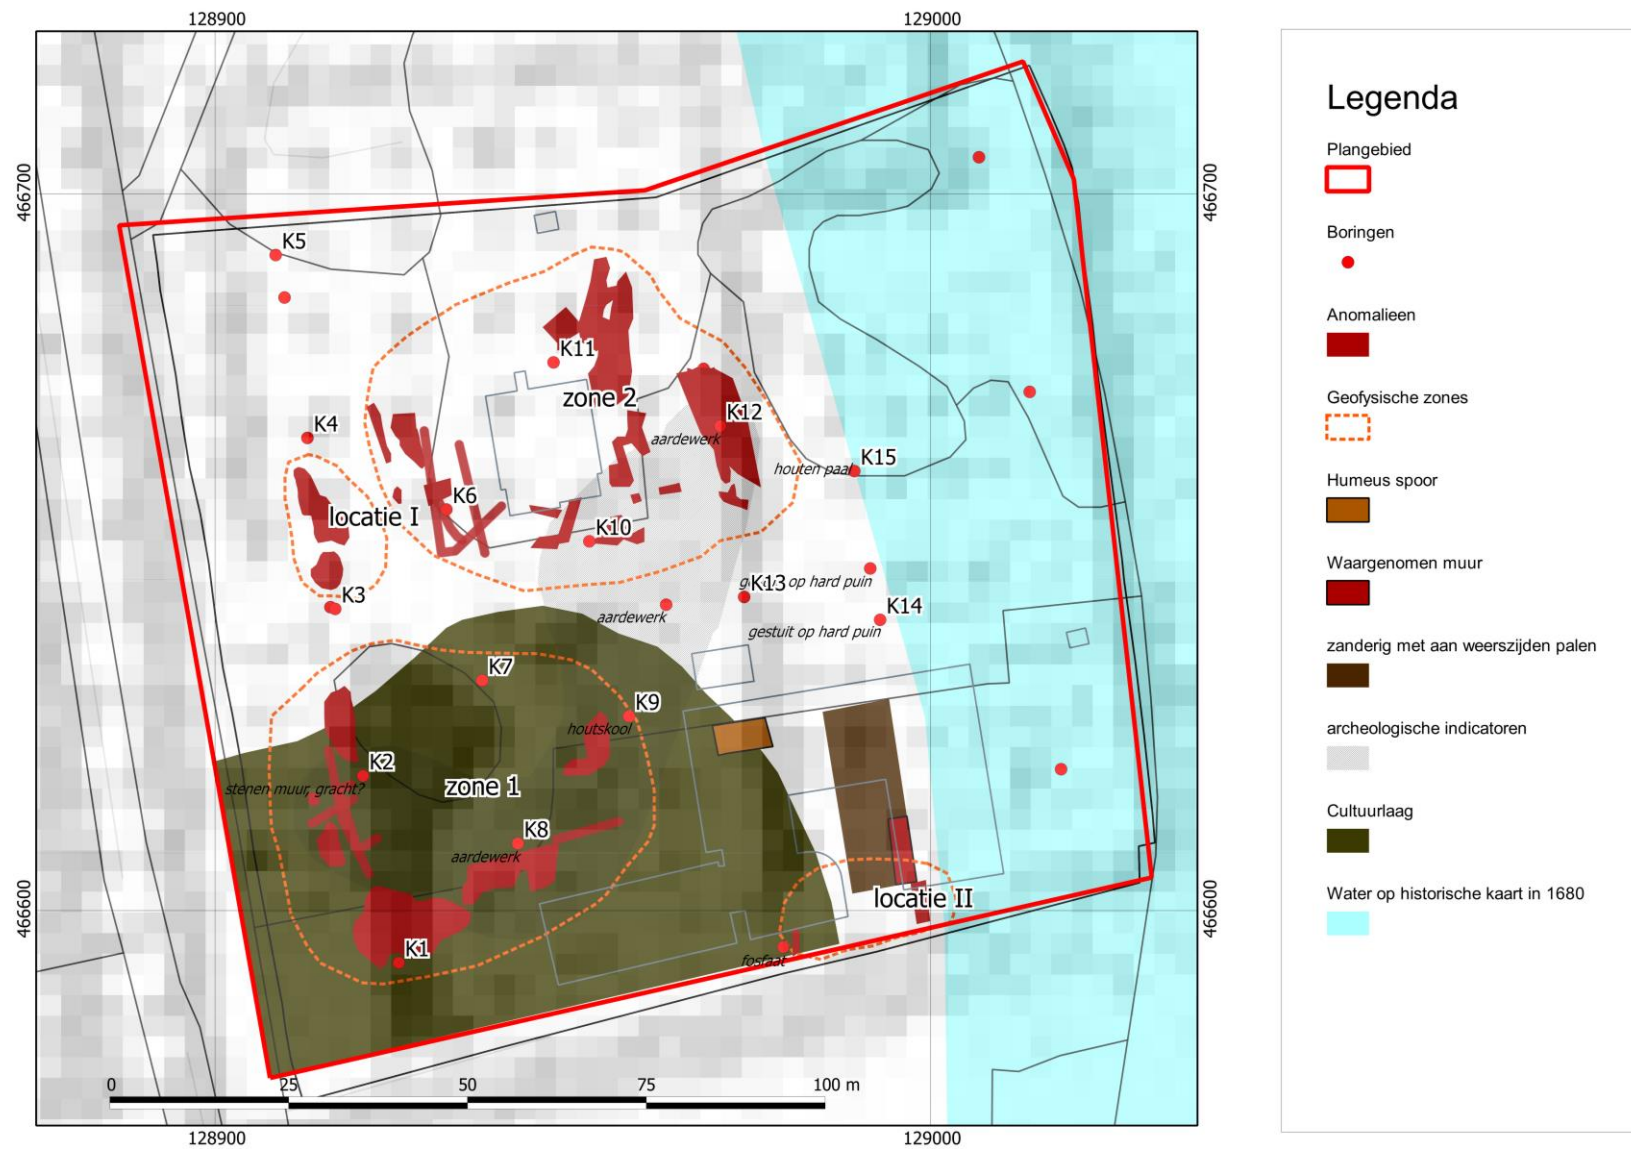 128900
129000
466700
466700
K5
K11
zone 2
K4
K12
aardewerk
K15
houten paal
locatie I
K6
K10
K3
K13
op hard puin
aardewerk
K14
gestuit op hard puin
K7
K9
houtskool
K2
stenen muur, gracht?
zone 1
K8
aardewerk
466600
466600
locatie II
K1
fosfaat
0 25 50 75 100 m
128900
129000
Legenda
Plangebied
Boringen
Anomalieen
Geofysische zones
Humeus spoor
Waargenomen muur
zanderig met aan weerszijden palen
archeologische indicatoren
Cultuurlaag
Water op historische kaart in 1680